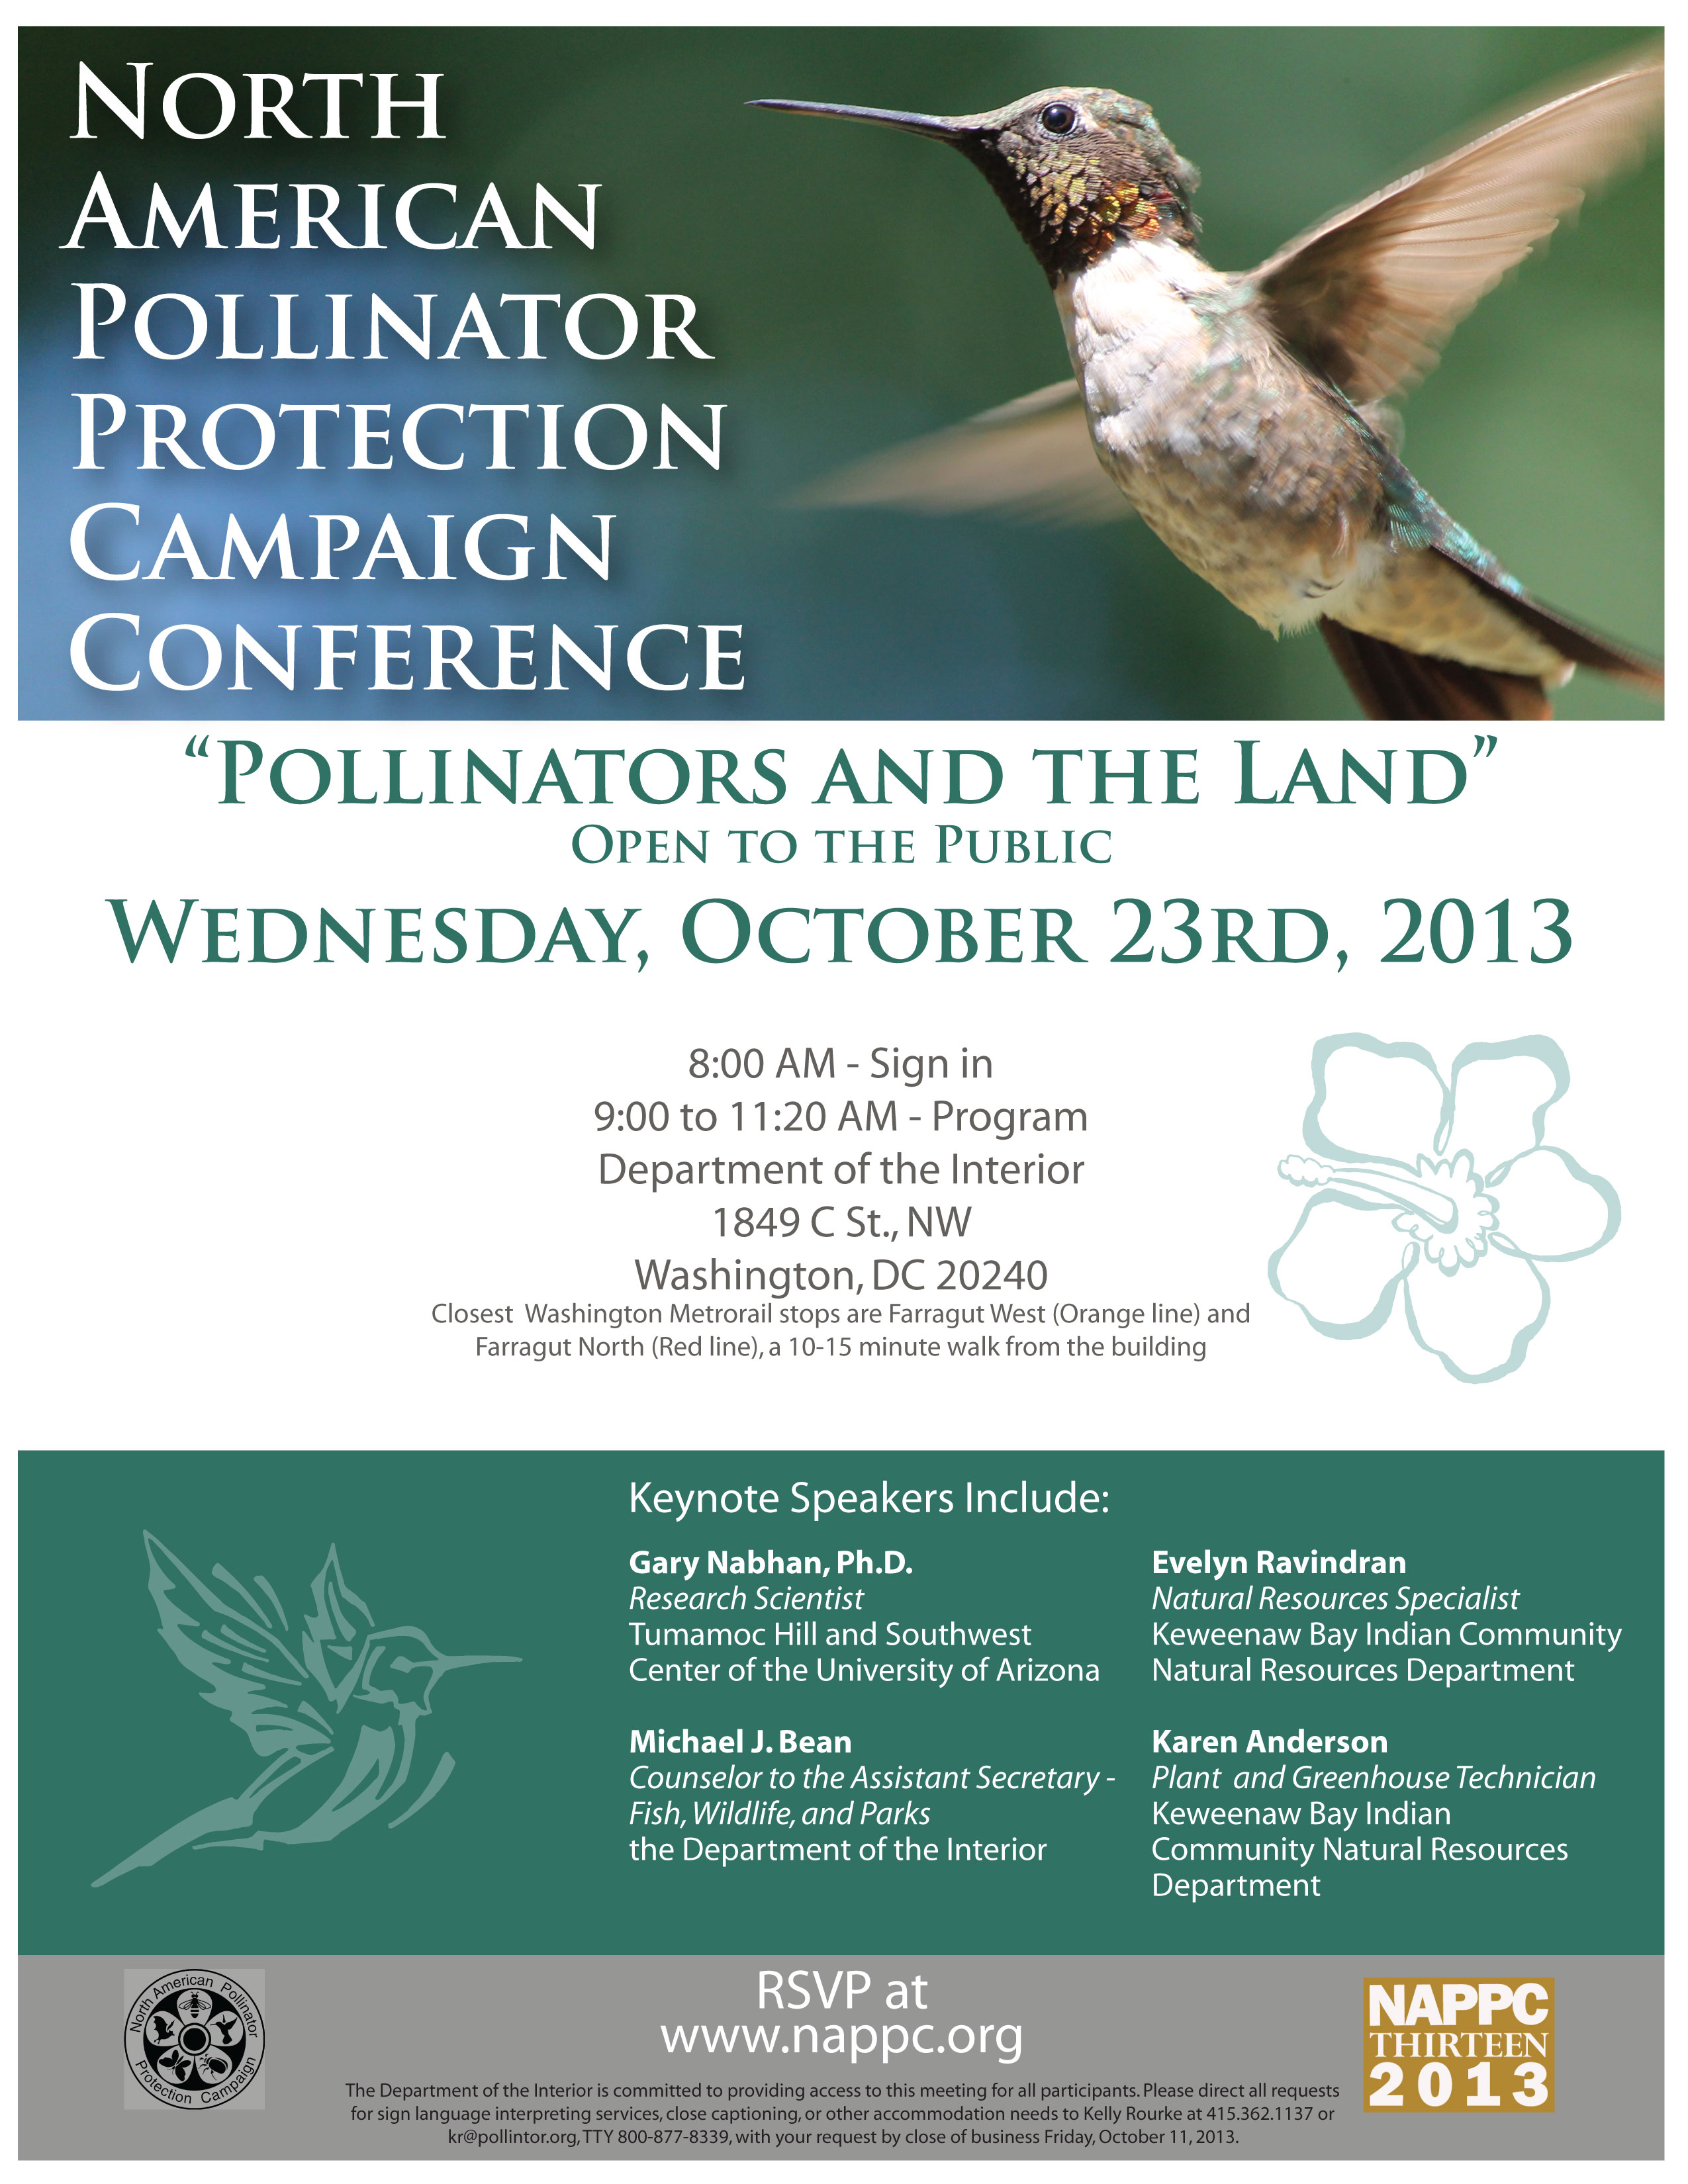 North
American
Pollinator
Protection
Campaign
Conference
“Pollinators and the Land”
Open to the Public
Wednesday, October 23rd, 2013
8:00 AM - Sign in
9:00 to 11:20 AM - Program
Department of the Interior
1849 C St., NW
Washington, DC 20240
Closest Washington Metrorail stops are Farragut West (Orange line) and
Farragut North (Red line), a 10-15 minute walk from the building
Keynote Speakers Include:
Gary Nabhan, Ph.D.
Research Scientist
Tumamoc Hill and Southwest
Center of the University of Arizona
Michael J. Bean
Counselor to the Assistant Secretary -
Fish, Wildlife, and Parks
the Department of the Interior
Evelyn Ravindran
Natural Resources Specialist
Keweenaw Bay Indian Community
Natural Resources Department
Karen Anderson
Plant and Greenhouse Technician
Keweenaw Bay Indian
Community Natural Resources
Department
North American Pollinator
Protection Campaign
RSVP at
www.nappc.org
The Department of the Interior is committed to providing access to this meeting for all participants. Please direct all requests
for sign language interpreting services, close captioning, or other accommodation needs to Kelly Rourke at 415.362.1137 or
kr@pollintor.org, TTY 800-877-8339, with your request by close of business Friday, October 11, 2013.
NAPPC
THIRTEEN
2013